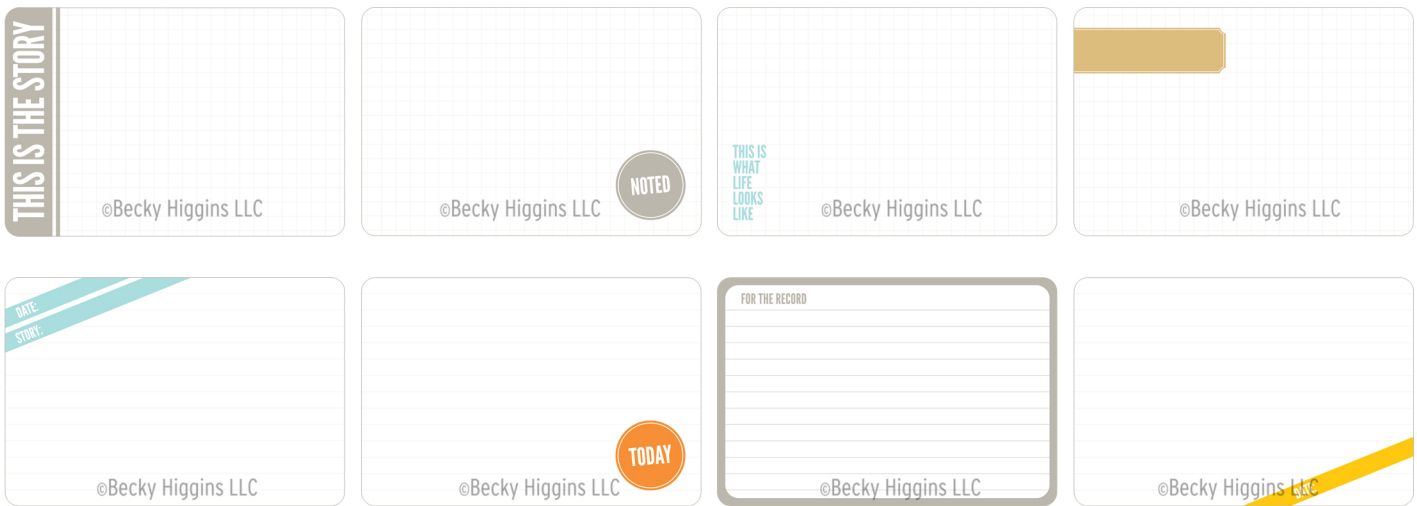 THIS IS THE STORY
©Becky Higgins LLC
NOTED
©Becky Higgins LLC
THIS IS
WHAT
LIFE
LOOKS
LIKE
©Becky Higgins LLC
©Becky Higgins LLC
DATE:
STORY:
©Becky Higgins LLC
TODAY
©Becky Higgins LLC
FOR THE RECORD
©Becky Higgins LLC
©Becky Higgins LLC
DATE: